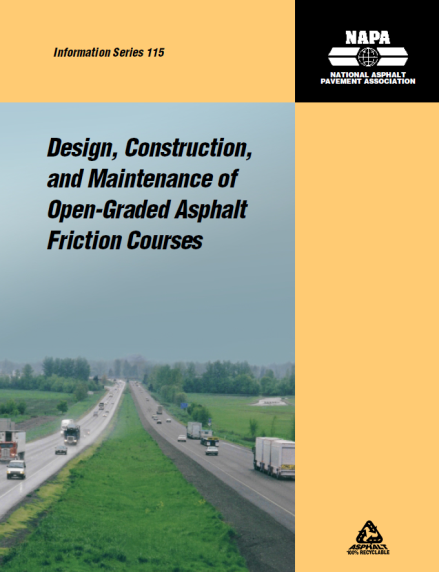 Information Series 115
NAPA
NATIONAL ASPHALT
PAVEMENT ASSOCIATION
Design, Construction,
and Maintenance of
Open-Graded Asphalt
Friction Courses
ASPHALT
100% RECYCLABLE